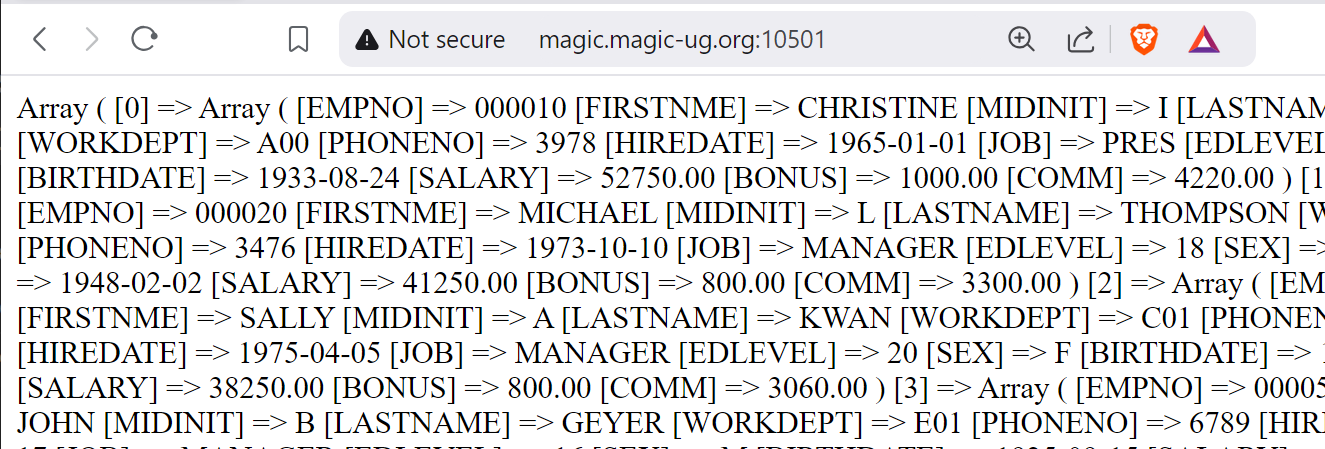 Not secure magic.magic-ug.org:10501
Array ( [0] => Array ( [EMPNO] => 000010 [FIRSTNME] => CHRISTINE [MIDINIT] => I [LASTNAM
[WORKDEPT] => A00 [PHONENO] => 3978 [HIREDATE] => 1965-01-01 [JOB] => PRES [EDLEVEL
[BIRTHDATE] => 1933-08-24 [SALARY] => 52750.00 [BONUS] => 1000.00 [COMM] => 4220.00 ) [1
[EMPNO] => 000020 [FIRSTNME] => MICHAEL [MIDINIT] => L [LASTNAME] => THOMPSON [W
[PHONENO] => 3476 [HIREDATE] => 1973-10-10 [JOB] => MANAGER [EDLEVEL] => 18 [SEX] =>
=> 1948-02-02 [SALARY] => 41250.00 [BONUS] => 800.00 [COMM] => 3300.00 ) [2] => Array ( [EM
[FIRSTNME] => SALLY [MIDINIT] => A [LASTNAME] => KWAN [WORKDEPT] => C01 [PHONEN
[HIREDATE] => 1975-04-05 [JOB] => MANAGER [EDLEVEL] => 20 [SEX] => F [BIRTHDATE] =>
[SALARY] => 38250.00 [BONUS] => 800.00 [COMM] => 3060.00 ) [3] => Array ( [EMPNO] => 00005
JOHN [MIDINIT] => B [LASTNAME] => GEYER [WORKDEPT] => E01 [PHONENO] => 6789 [HIR